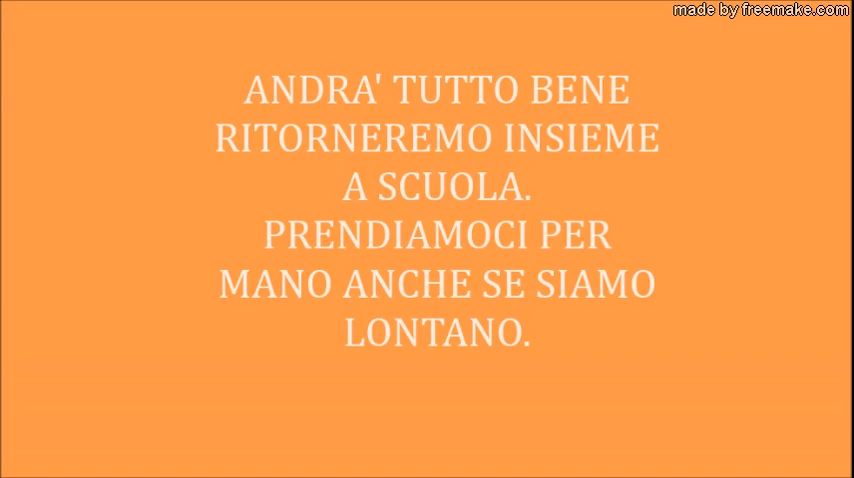 made by freemake.com
ANDRA' TUTTO BENE
RITORNEREMO INSIEME
A SCUOLA.
PRENDIAMOCI PER
MANO ANCHE SE SIAMO
LONTANO.